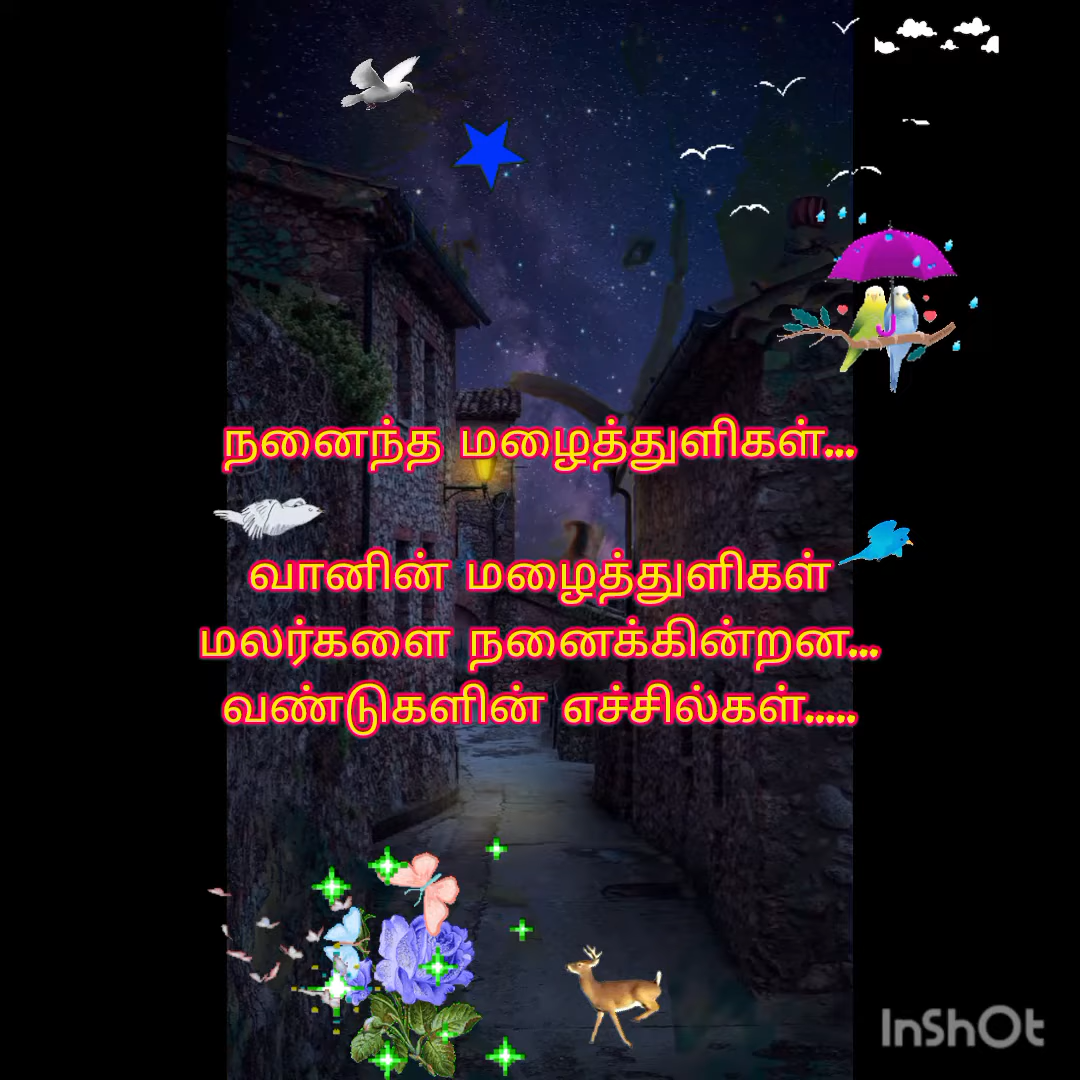 நனைந்த மழைத்துளிகள்...
வானின் மழைத்துளிகள்
மலர்களை நனைக்கின்றன...
வண்டுகளின் எச்சில்கள்.....
InShOt